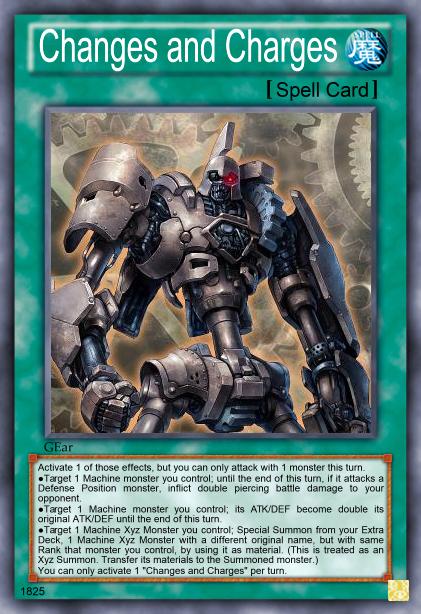 Changes and Charges
SPELL
魔
[ Spell Card ]
GEar
Activate 1 of those effects, but you can only attack with 1 monster this turn.
●Target 1 Machine monster you control; until the end of this turn, if it attacks a
Defense Position monster, inflict double piercing battle damage to your
opponent.
●Target 1 Machine monster you control; its ATK/DEF become double its
original ATK/DEF until the end of this turn.
●Target 1 Machine Xyz Monster you control; Special Summon from your Extra
Deck, 1 Machine Xyz Monster with a different original name, but with same
Rank that monster you control, by using it as material. (This is treated as an
Xyz Summon. Transfer its materials to the Summoned monster.)
You can only activate 1 "Changes and Charges" per turn.
1825